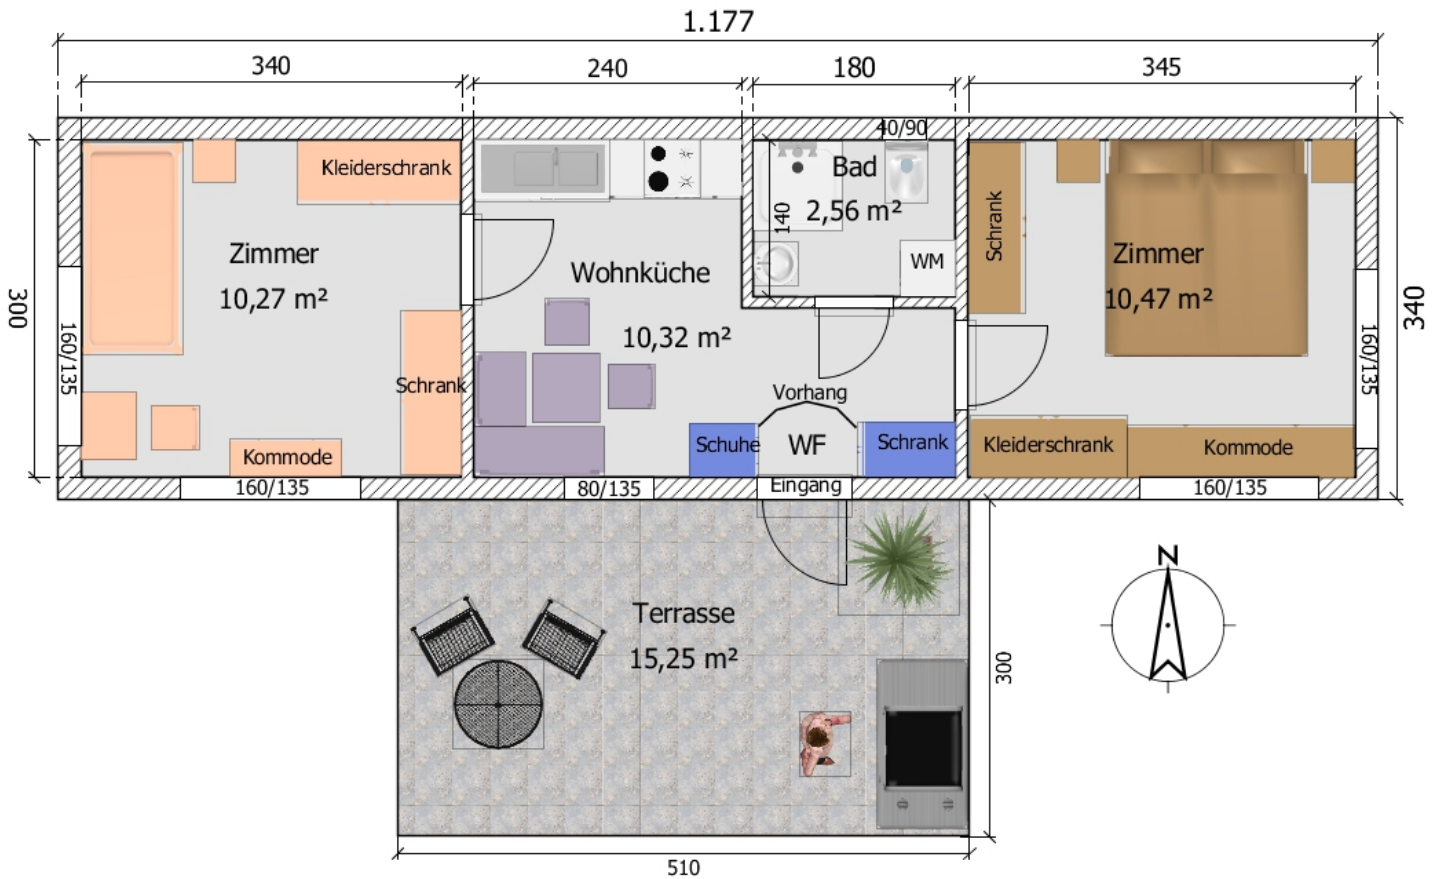 1.177
340
240
180
345
40/90
Kleiderschrank
Bad
2,56 m²
140
Schrank
Zimmer
10,27 m²
Wohnküche
10,32 m²
WM
Zimmer
10,47 m²
300
340
160/135
160/135
Schrank
Vorhang
Kommode
Schuhe
WF
Schrank
Kleiderschrank
Kommode
160/135
80/135
Eingang
160/135
Terrasse
15,25 m²
N
300
510